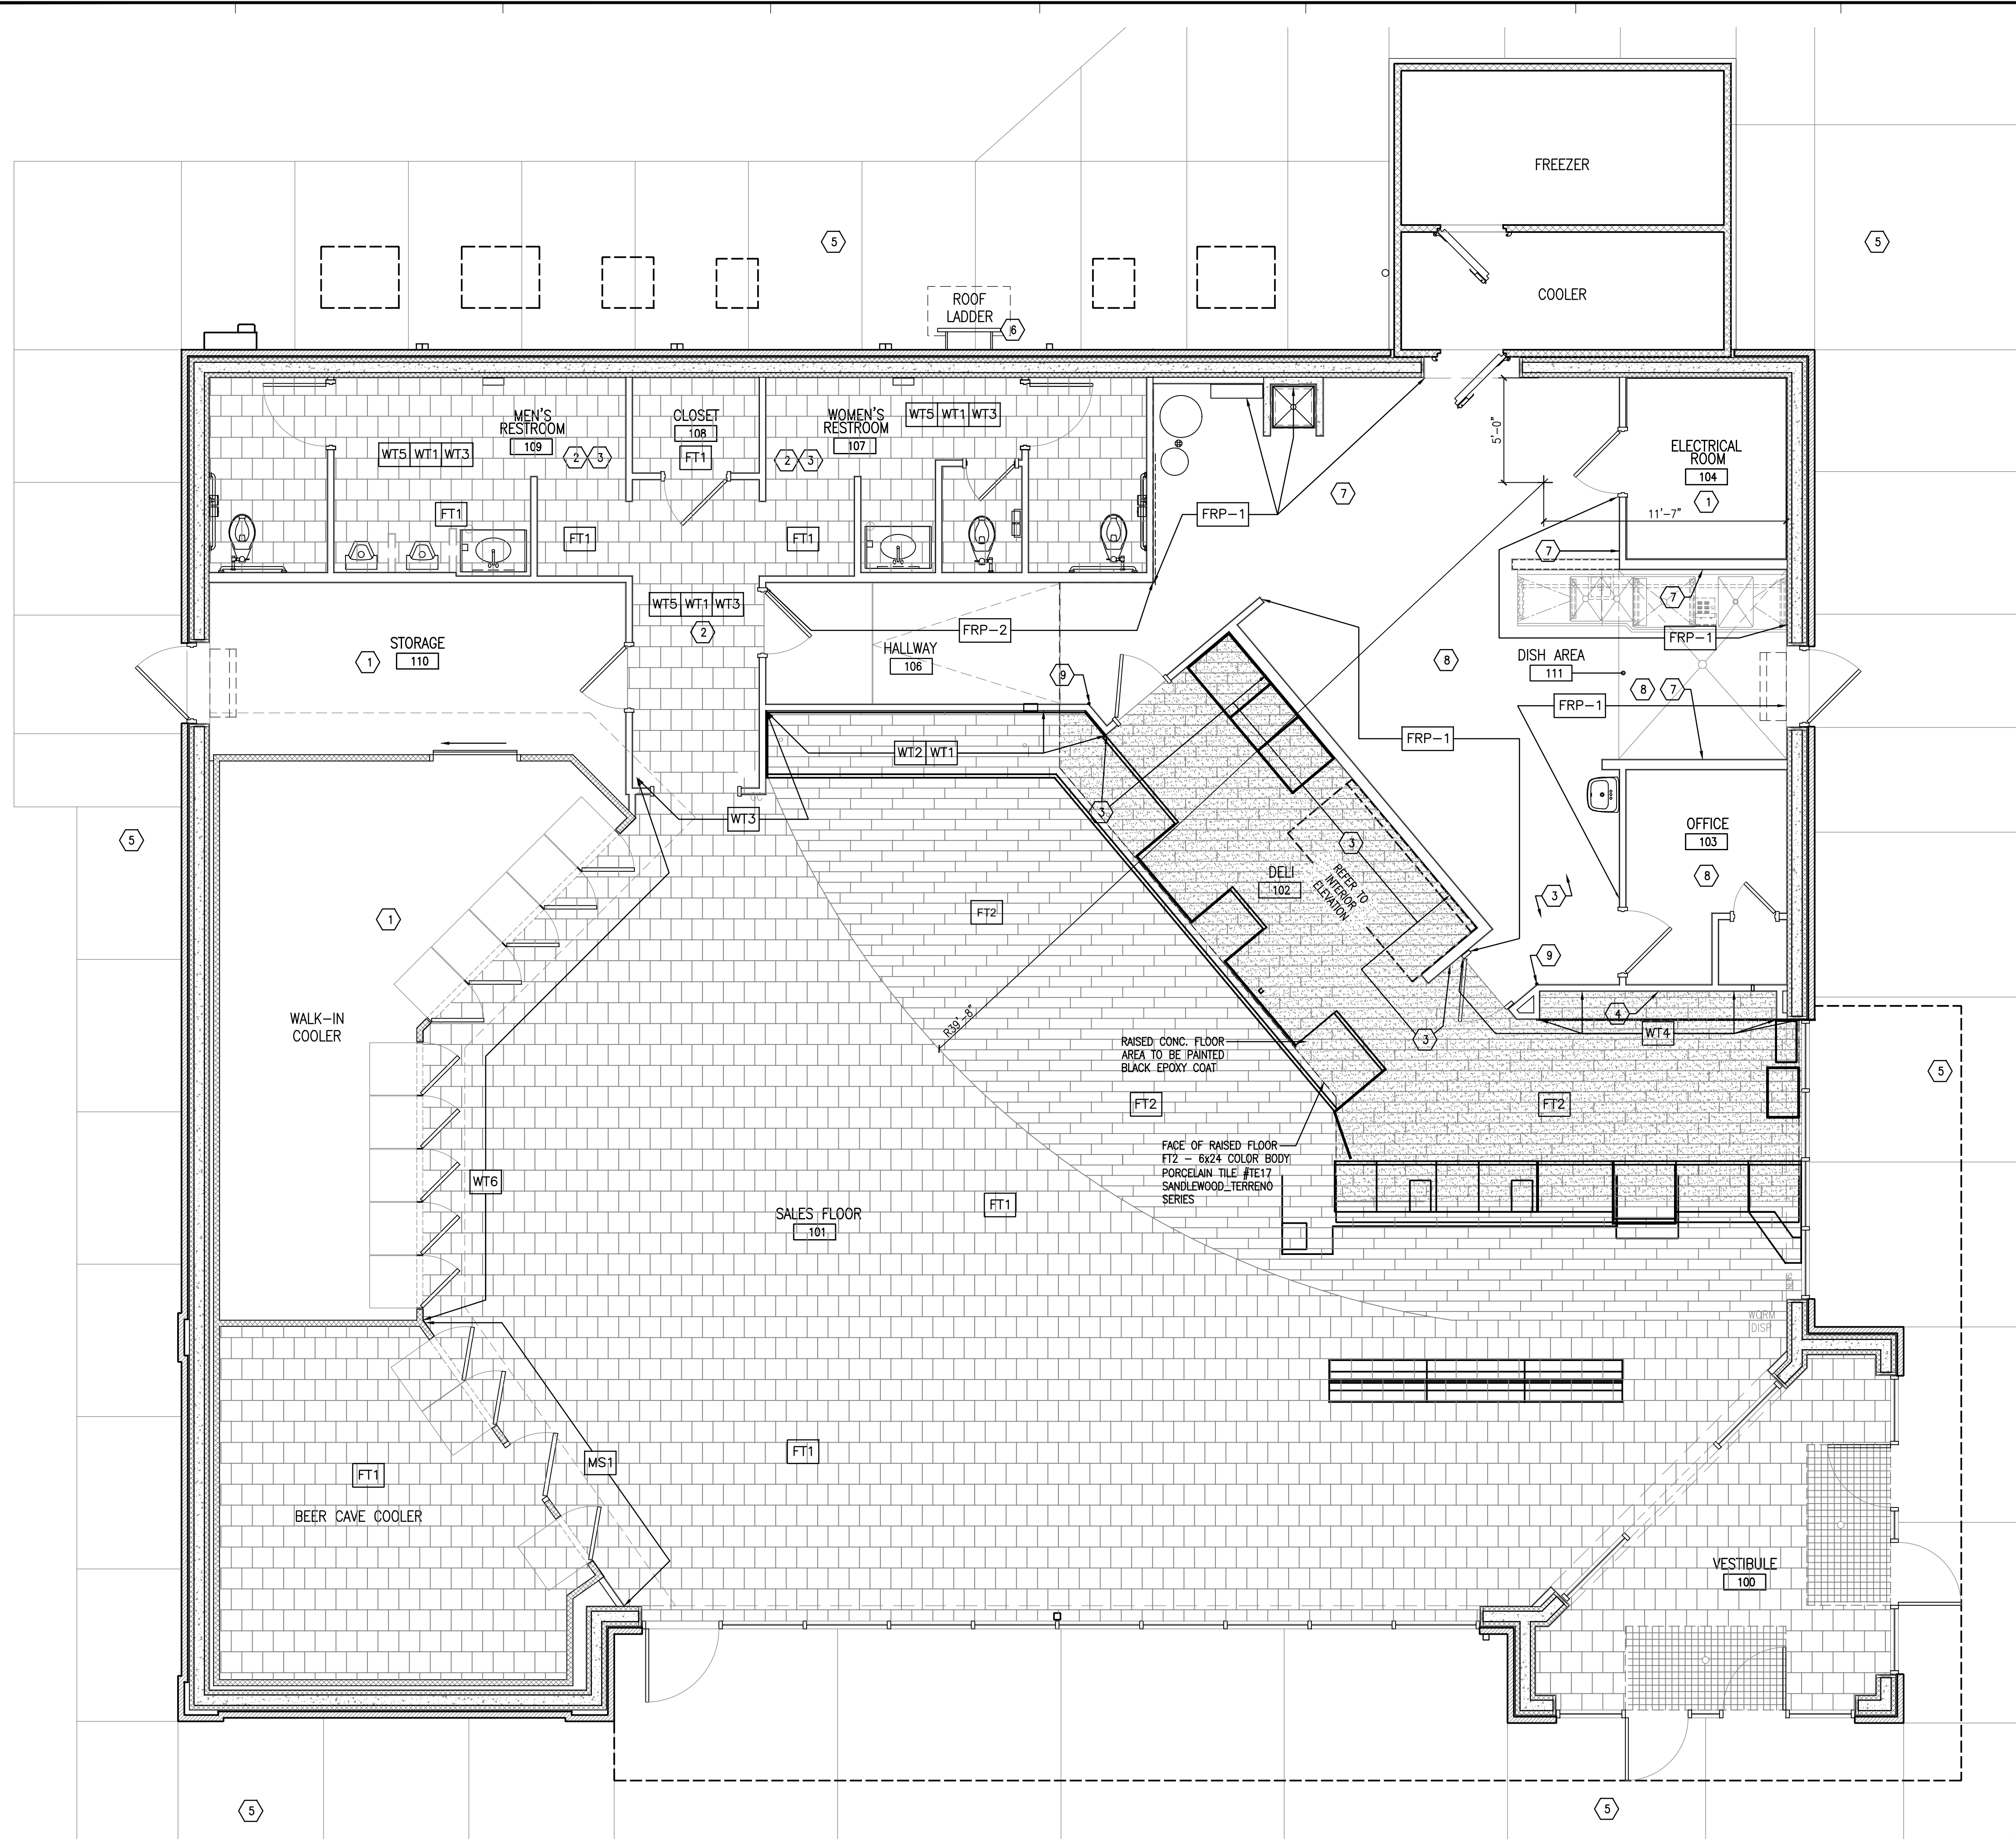 FREEZER
5
5
COOLER
ROOF
LADDER
6
MEN'S
RESTROOM
109
WT5 WT1 WT3
2 3
CLOSET
108
FT1
WOMEN'S
RESTROOM
107
WT5 WT1 WT3
2 3
5'-0"
ELECTRICAL
ROOM
104
1
7
11'-7"
FT1
FT1
FT1
FRP-1
7
7
WT5 WT1 WT3
2
FRP-2
FRP-1
STORAGE
110
1
HALLWAY
106
9
8
DISH AREA
111
8 7
FRP-1
FRP-1
WT2 WT1
WT3
3
3
5
OFFICE
103
8
DELI
102
REFER TO
INTERIOR
ELEVATION
3
1
FT2
9
WALK-IN
COOLER
R39'-8"
4
WT4
3
RAISED CONC. FLOOR
AREA TO BE PAINTED
BLACK EPOXY COAT
5
FT2
FT2
FACE OF RAISED FLOOR
FT2 - 6x24 COLOR BODY
PORCELAIN TILE #TE17
SANDLEWOOD_TERRENO
SERIES
WT6
FT1
SALES FLOOR
101
WORM
DISP
FT1
MS1
FT1
BEER CAVE COOLER
VESTIBULE
100
5
5